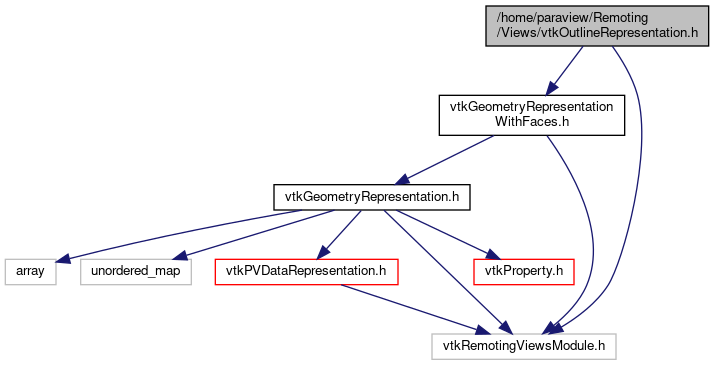 /home/paraview/Remoting
/Views/vtkOutlineRepresentation.h
vtkGeometryRepresentation
WithFaces.h
vtkGeometryRepresentation.h
array
unordered_map
vtkPVDataRepresentation.h
vtkProperty.h
vtkRemotingViewsModule.h